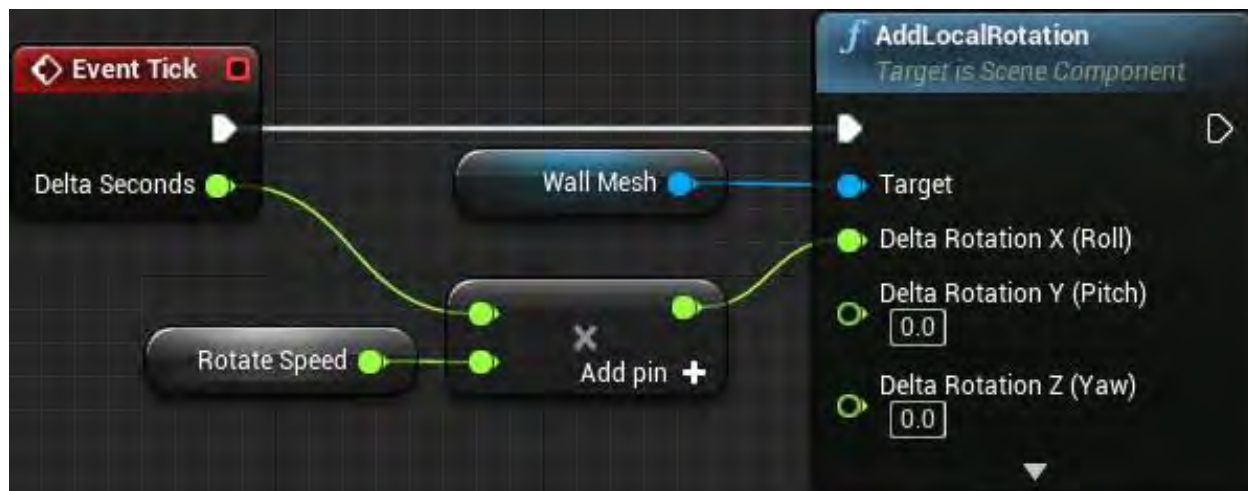 Event Tick
Delta Seconds
Wall Mesh
Rotate Speed
×
Add pin +
f AddLocalRotation
Target is Scene Component
Target
Delta Rotation X (Roll)
Delta Rotation Y (Pitch)
0.0
Delta Rotation Z (Yaw)
0.0